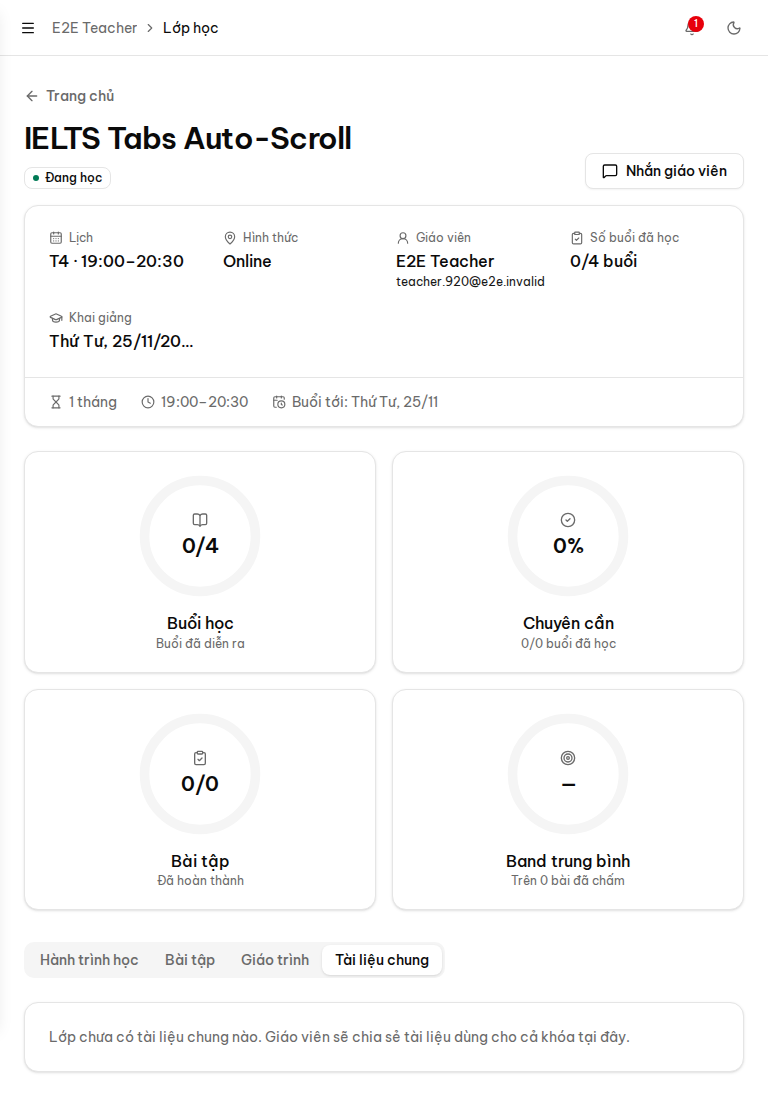 E2E Teacher > Lớp học
1
Trang chủ
IELTS Tabs Auto-Scroll
Đang học
Nhắn giáo viên
Lịch
T4 · 19:00–20:30
Hình thức
Online
Giáo viên
E2E Teacher
teacher.920@e2e.invalid
Số buổi đã học
0/4 buổi
Khai giảng
Thứ Tư, 25/11/20...
1 tháng
19:00–20:30
Buổi tới: Thứ Tư, 25/11
0/4
Buổi học
Buổi đã diễn ra
0%
Chuyên cần
0/0 buổi đã học
0/0
Bài tập
Đã hoàn thành
–
Band trung bình
Trên 0 bài đã chấm
Hành trình học
Bài tập
Giáo trình
Tài liệu chung
Lớp chưa có tài liệu chung nào. Giáo viên sẽ chia sẻ tài liệu dùng cho cả khóa tại đây.